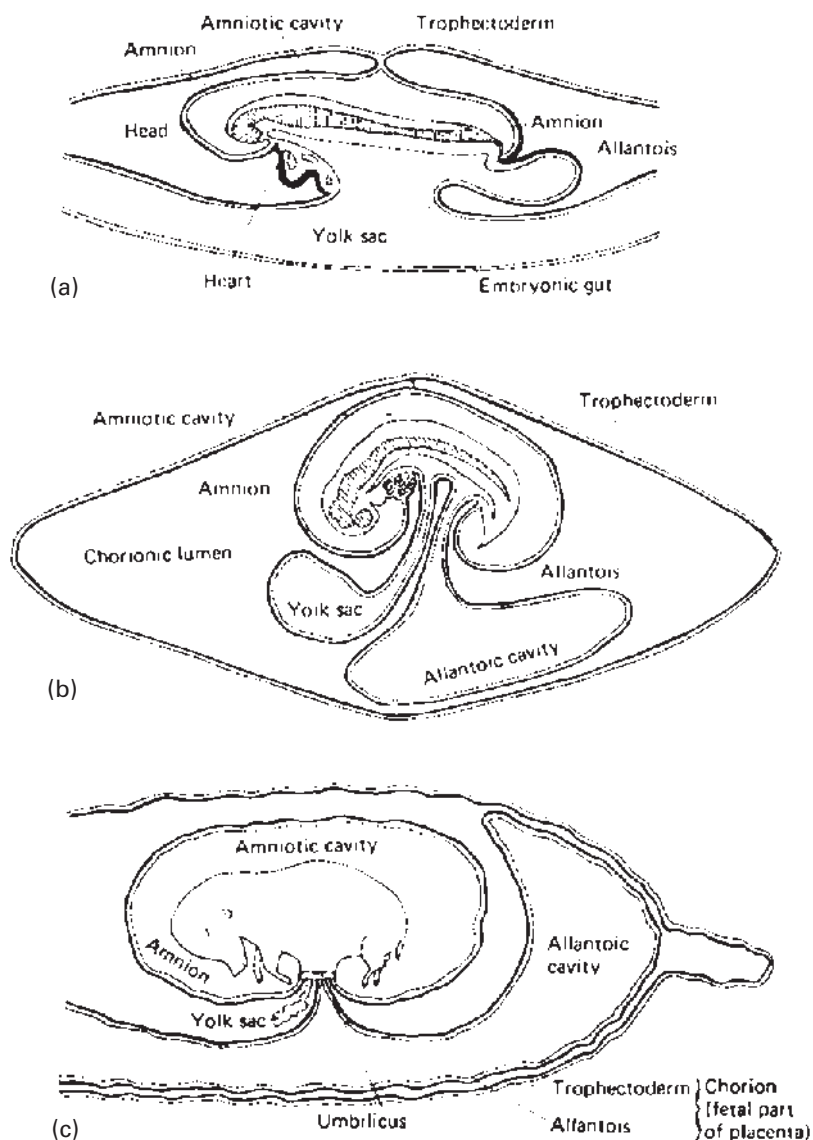 Amniotic cavity Trophectoderm
Amnion
Head
Amnion
Allantois
Yolk sac
(a)
Heart Embryonic gut
Amniotic cavity Trophectoderm
Amnion
Chorionic lumen
Allantois
Yolk sac
Allantoic cavity
(b)
Amniotic cavity
Amnion
Allantoic
cavity
Yolk sac
Trophectoderm } Chorion
Umbilicus
(fetal part
Allantois
of placenta)
(c)